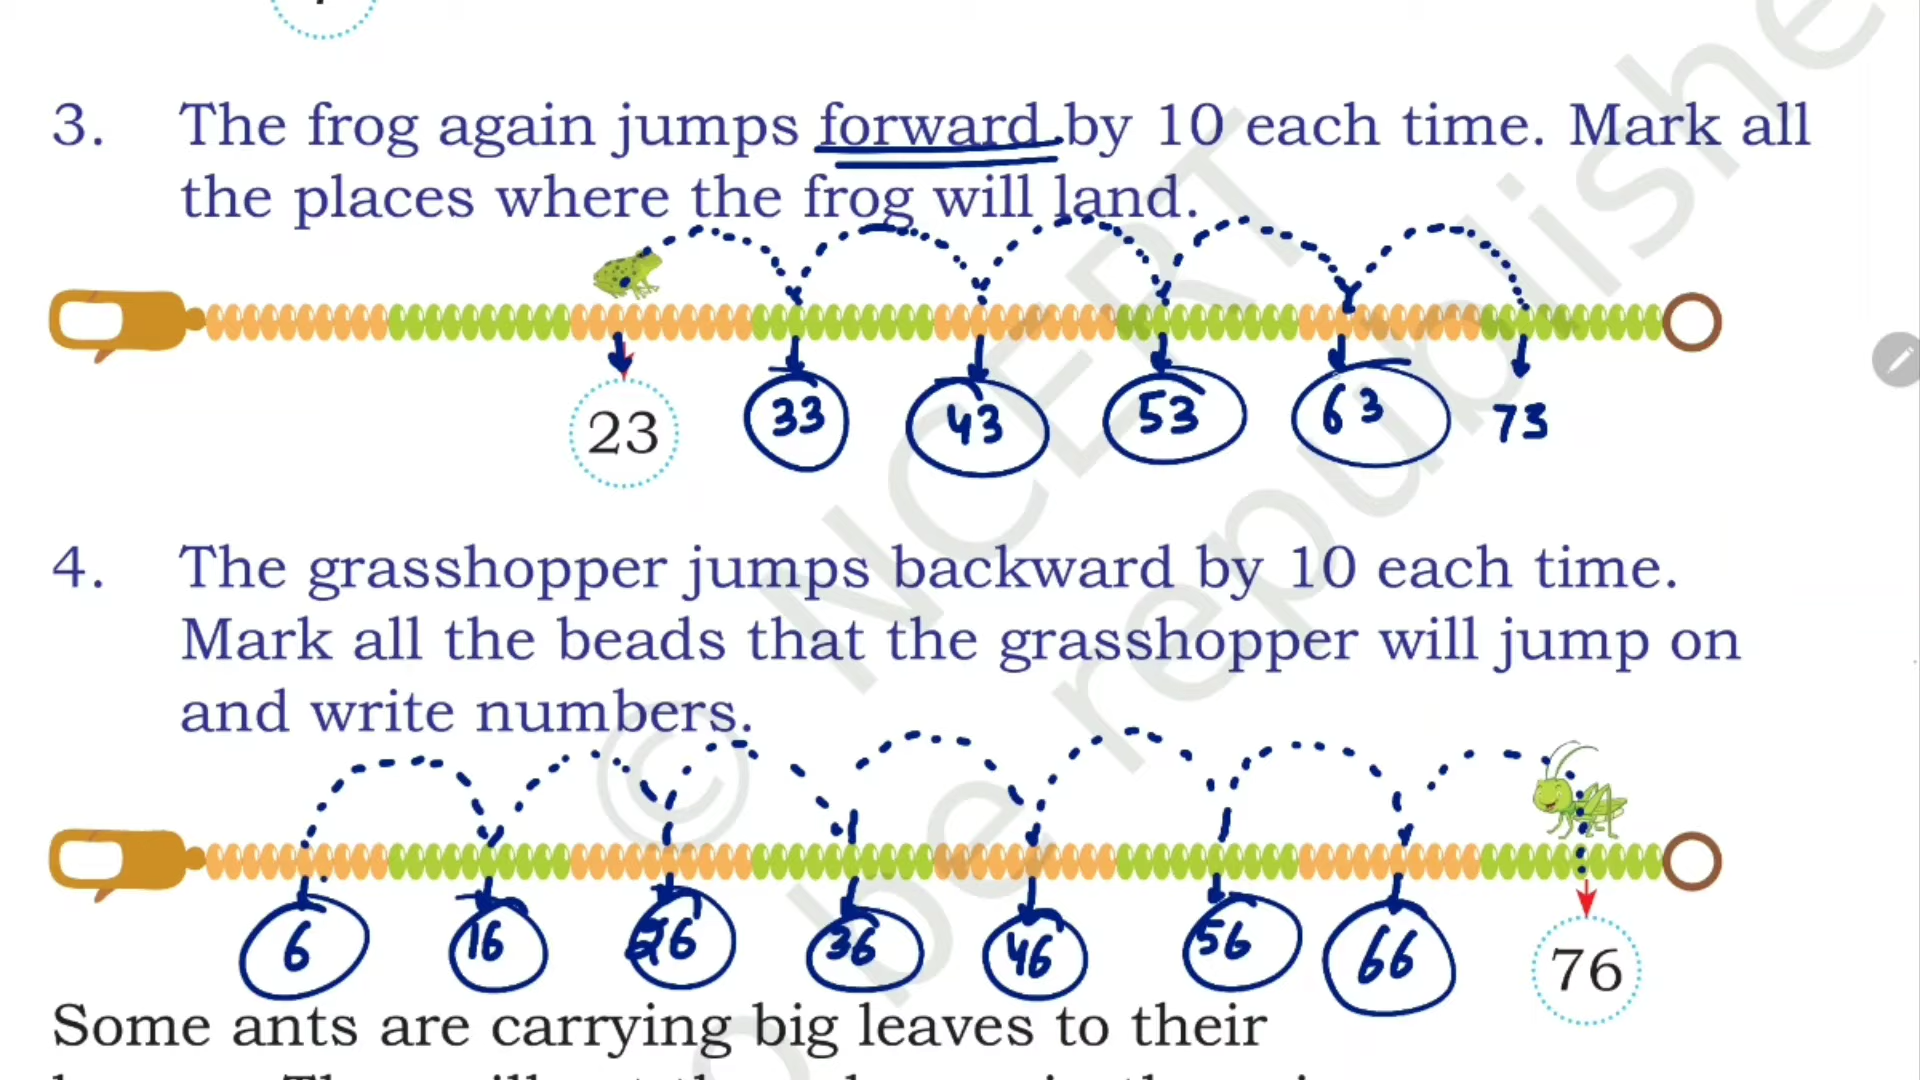 3. The frog again jumps forward by 10 each time. Mark all
the places where the frog will land.
23 33 43 53 63 73
4. The grasshopper jumps backward by 10 each time.
Mark all the beads that the grasshopper will jump on
and write numbers.
6 16 26 36 46 56 66 76
Some ants are carrying big leaves to their
© NCERT
be republishe